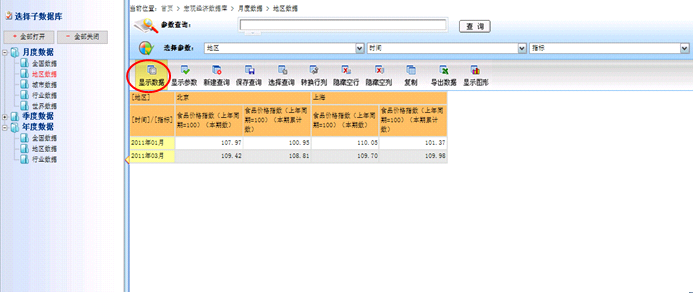 选择子数据库
+ 全部打开 - 全部关闭
月度数据
全国数据
地区数据
城市数据
行业数据
世界数据
季度数据
年度数据
全国数据
地区数据
行业数据
当前位置: 首页 > 宏观经济数据库 > 月度数据 > 地区数据
参数查询: 查 询
选择参数: 地区 时间 指标
显示数据 显示参数 新建查询 保存查询 选择查询 转换行列 隐藏空行 隐藏空列 复制 导出数据 显示图形
[地区] 北京 上海
[时间]/[指标] 食品价格指数(上年同期=100)(本期数) 食品价格指数(上年同期=100)(本期累计数) 食品价格指数(上年同期=100)(本期数) 食品价格指数(上年同期=100)(本期累计数)
2011年01月 107.97 100.95 110.03 101.37
2011年03月 109.42 108.81 109.70 109.98